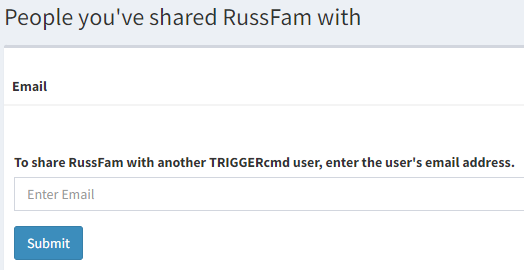 People you've shared RussFam with
Email
To share RussFam with another TRIGGERcmd user, enter the user's email address.
Enter Email
Submit